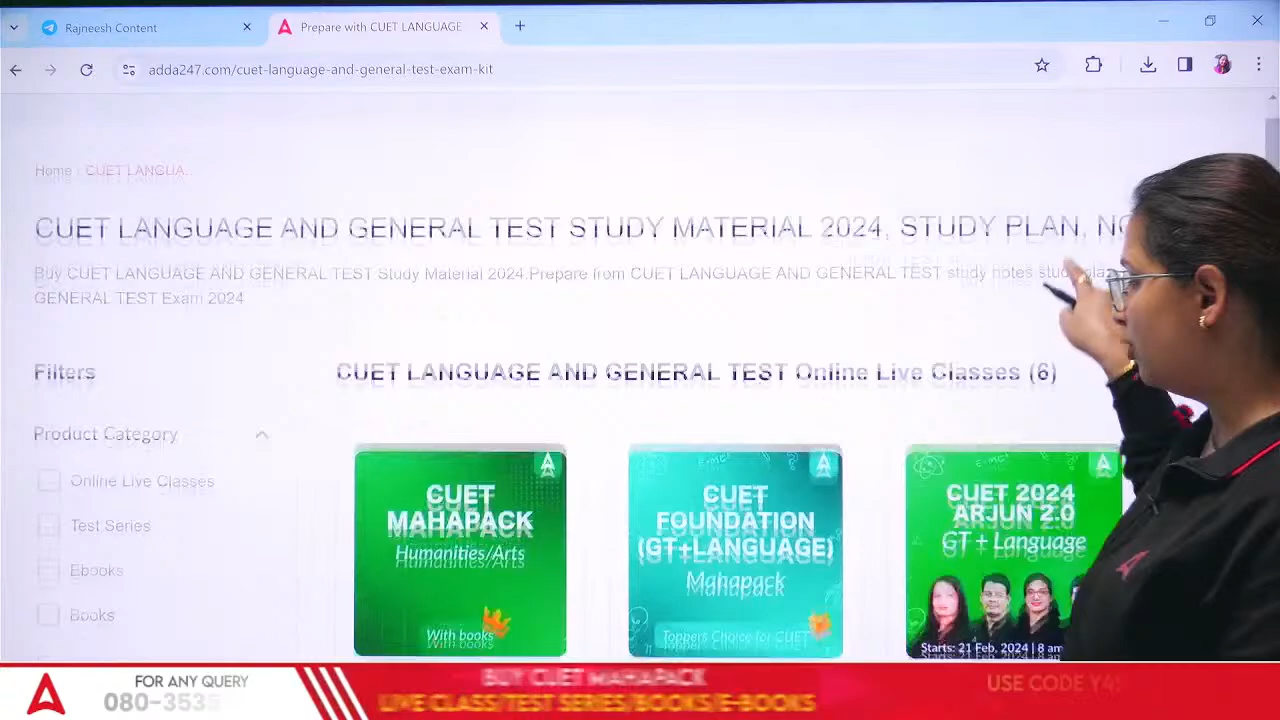 Rajneesh Content
Prepare with CUET LANGUAGE
adda247.com/cuet-language-and-general-test-exam-kit
Home
CUET LANGUA..
CUET LANGUAGE AND GENERAL TEST STUDY MATERIAL 2024, STUDY PLAN,
Buy CUET LANGUAGE AND GENERAL TEST Study Material 2024.Prepare from CUET LANGUAGE AND GENERAL TEST study notes
GENERAL TEST Exam 2024
Filters
CUET LANGUAGE AND GENERAL TEST Online Live Classes (6)
Product Category
Online Live Classes
Test Series
Ebooks
Books
CUET
MAHAPACK
Humanities/Arts
With books
CUET
FOUNDATION
(GT+LANGUAGE)
Mahapack
Toppers Choice for CUET
CUET 2024
ARJUN 2.0
GT + Language
Starts: 21 Feb, 2024 | 8 am
FOR ANY QUERY
080-3535
BUY CUET MAHAPACK
LIVE CLASS/TEST SERIES/BOOKS/E-BOOKS
USE CODE